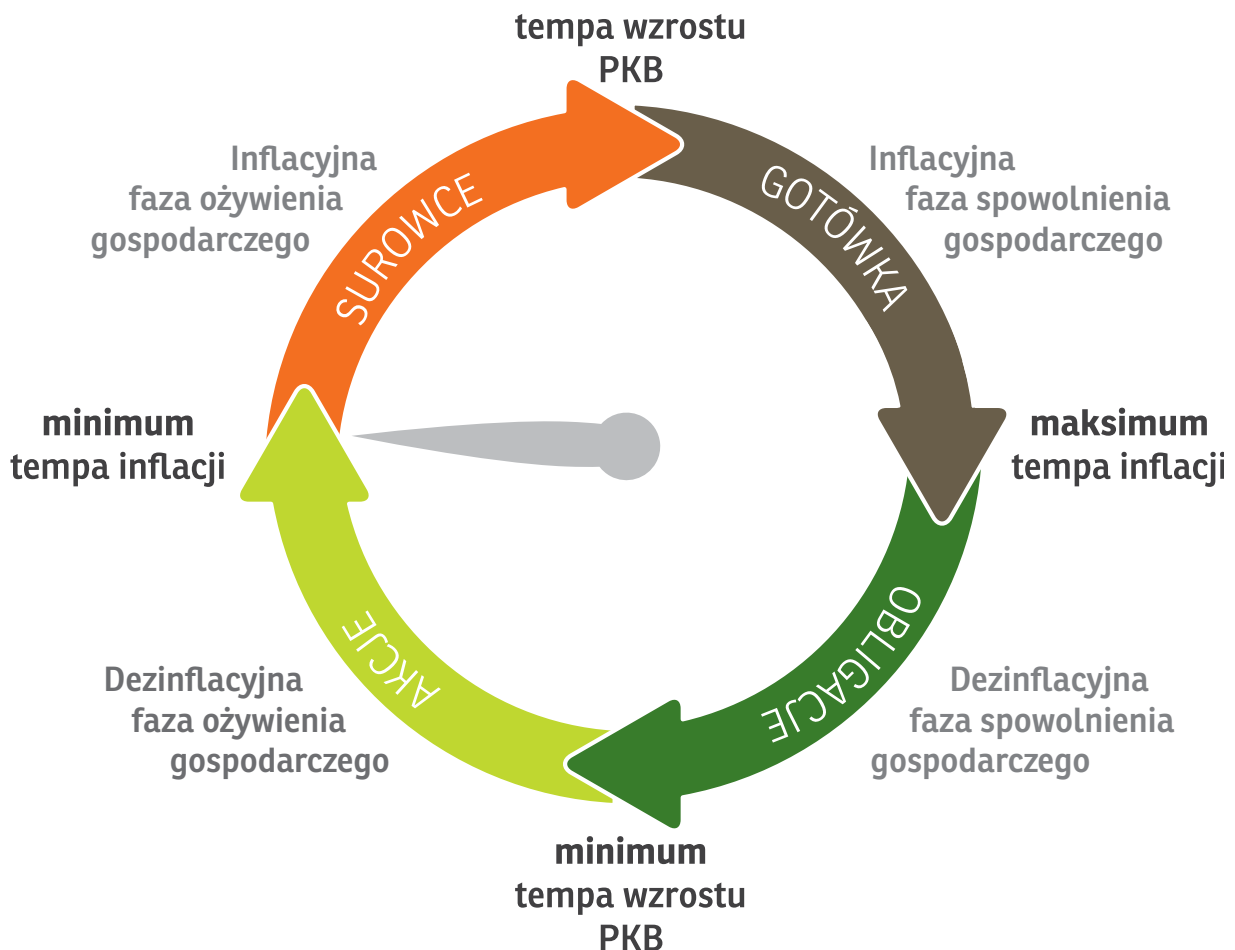 tempa wzrostu
PKB
Inflacyjna
faza ożywienia
gospodarczego
Inflacyjna
faza spowolnienia
gospodarczego
SUROWCE
GOTÓWKA
minimum
tempa inflacji
maksimum
tempa inflacji
AKCJE
OBLIGACJE
Dezinflacyjna
faza ożywienia
gospodarczego
Dezinflacyjna
faza spowolnienia
gospodarczego
minimum
tempa wzrostu
PKB